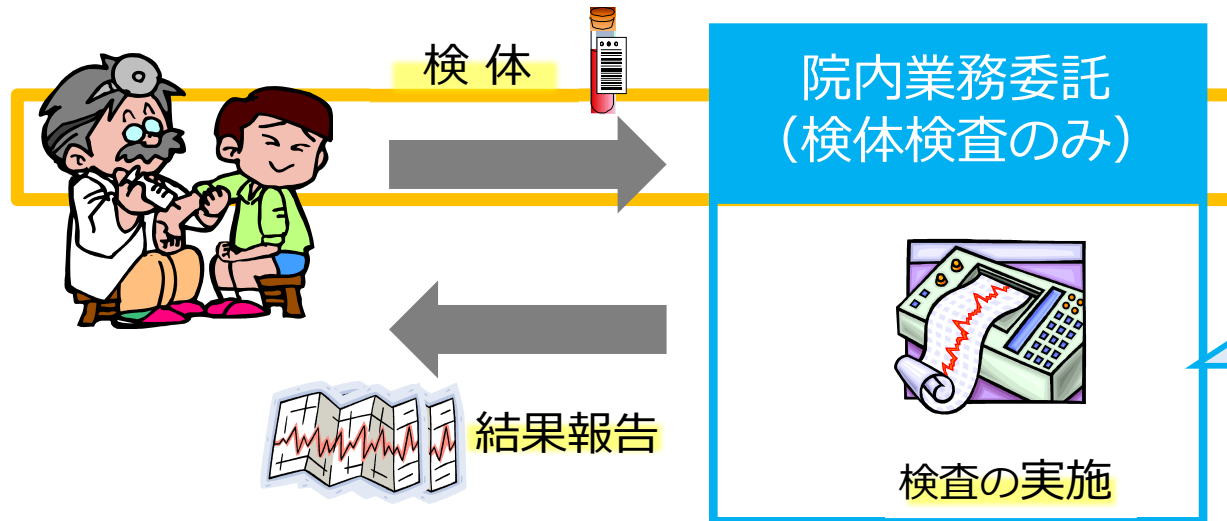 検 体
院内業務委託
（検体検査のみ）
結果報告
検査の実施